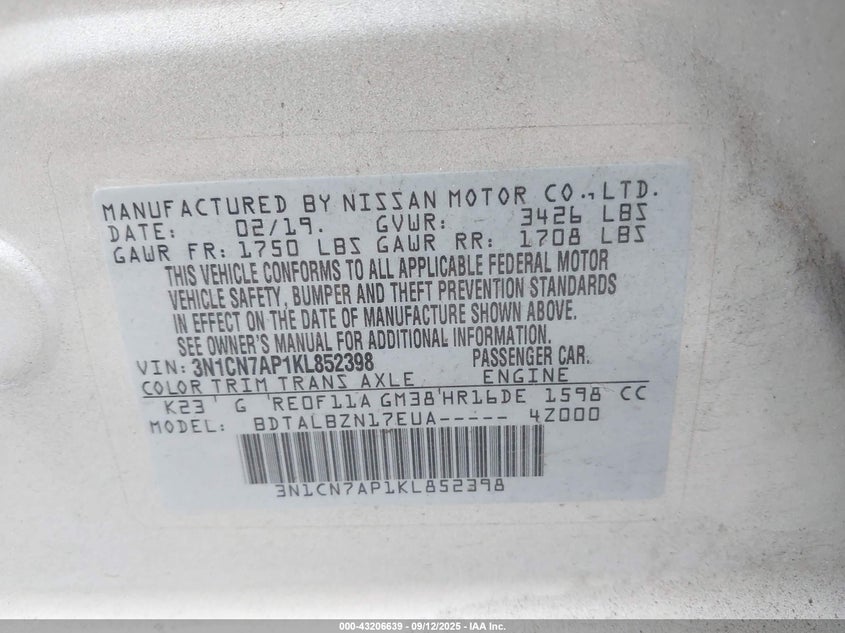 MANUFACTURED BY NISSAN MOTOR CO., LTD.
DATE: 02/19. GVWR: 3426 LBS
GAWR FR: 1750 LBS GAWR RR: 1708 LBS
THIS VEHICLE CONFORMS TO ALL APPLICABLE FEDERAL MOTOR
VEHICLE SAFETY, BUMPER AND THEFT PREVENTION STANDARDS
IN EFFECT ON THE DATE OF MANUFACTURE SHOWN ABOVE.
SEE OWNER'S MANUAL FOR ADDITIONAL INFORMATION.
VIN: 3N1CN7AP1KL852398 PASSENGER CAR.
COLOR TRIM TRANS AXLE ENGINE
K23' G 'RE0F11A GM38'HR16DE 1598 CC
MODEL: BDTALBZN17EUA----- 4Z000
3N1CN7AP1KL852398
000-43206639 - 09/12/2025 - IAA Inc.